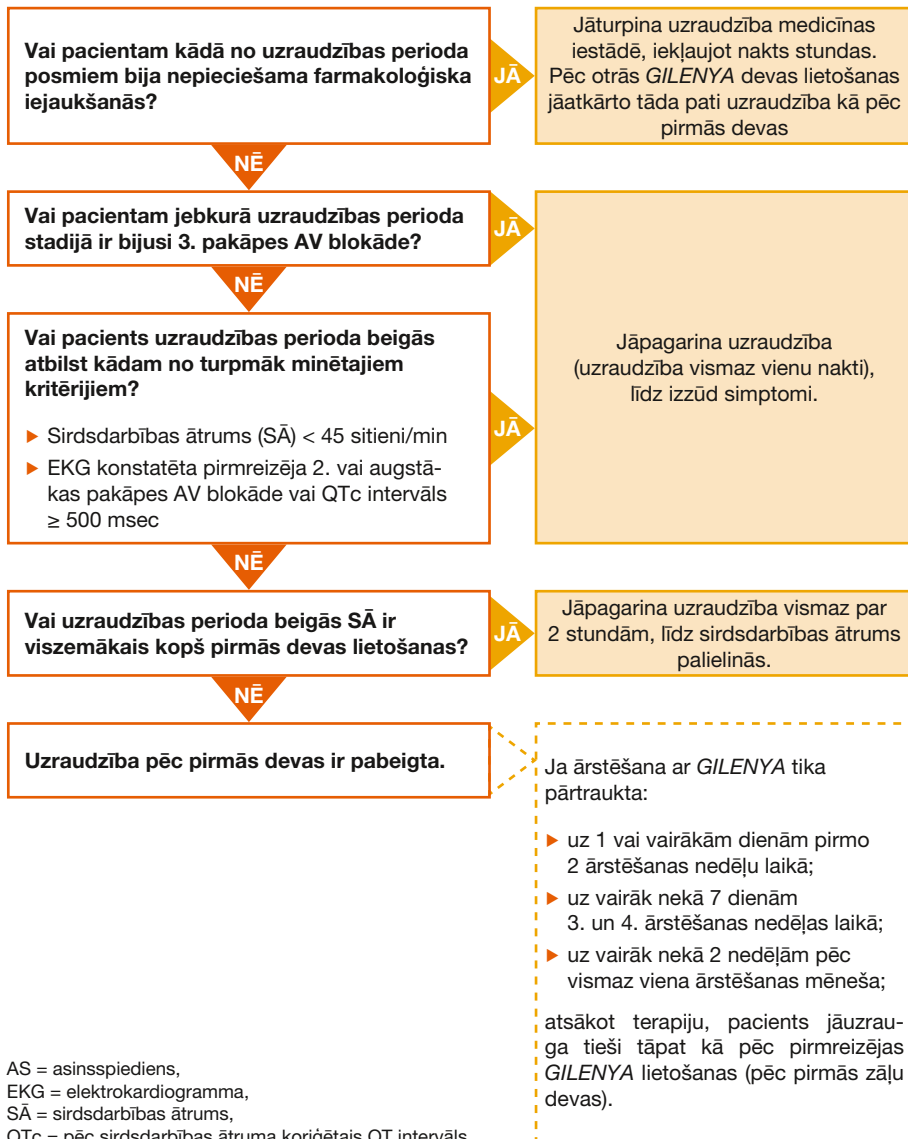 Vai pacientam kādā no uzraudzības perioda
posmiem bija nepieciešama farmakoloģiska
iejaukšanās?
JĀ
Jāturpina uzraudzība medicīnas
iestādē, iekļaujot nakts stundas.
Pēc otrās GILENYA devas lietošanas
jāatkārto tāda pati uzraudzība kā pēc
pirmās devas
NĒ
Vai pacientam jebkurā uzraudzības perioda
stadijā ir bijusi 3. pakāpes AV blokāde?
JĀ
NĒ
Vai pacients uzraudzības perioda beigās
atbilst kādam no turpmāk minētajiem
kritērijiem?
▶ Sirdsdarbības ātrums (SĀ) < 45 sitieni/min
▶ EKG konstatēta pirmreizēja 2. vai augstā-
kas pakāpes AV blokāde vai QTc intervāls
≥ 500 msec
JĀ
Jāpagarina uzraudzība
(uzraudzība vismaz vienu nakti),
līdz izzūd simptomi.
NĒ
Vai uzraudzības perioda beigās SĀ ir
viszemākais kopš pirmās devas lietošanas?
JĀ
Jāpagarina uzraudzība vismaz par
2 stundām, līdz sirdsdarbības ātrums
palielinās.
NĒ
Uzraudzība pēc pirmās devas ir pabeigta.
Ja ārstēšana ar GILENYA tika
pārtraukta:
▶ uz 1 vai vairākām dienām pirmo
2 ārstēšanas nedēļu laikā;
▶ uz vairāk nekā 7 dienām
3. un 4. ārstēšanas nedēļas laikā;
▶ uz vairāk nekā 2 nedēļām pēc
vismaz viena ārstēšanas mēneša;
atsākot terapiju, pacients jāuzrau-
ga tieši tāpat kā pēc pirmreizējas
GILENYA lietošanas (pēc pirmās zāļu
devas).
AS = asinsspiediens,
EKG = elektrokardiogramma,
SĀ = sirdsdarbības ātrums,
QTc = pēc sirdsdarbības ātruma koriģētais QT intervāls